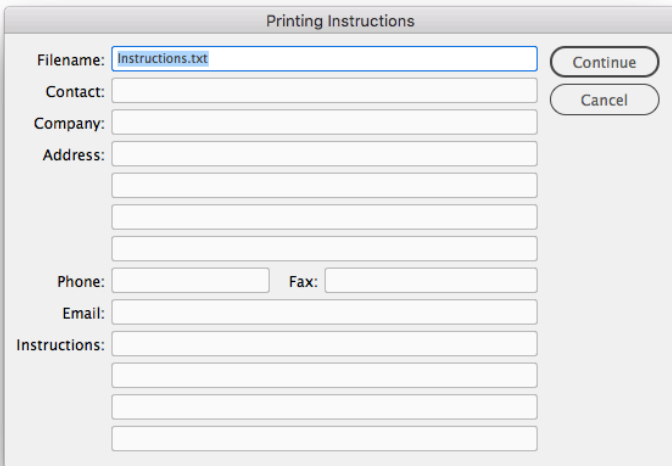 Printing Instructions
Filename: Instructions.txt
Continue
Contact:
Cancel
Company:
Address:
Phone: Fax:
Email:
Instructions: